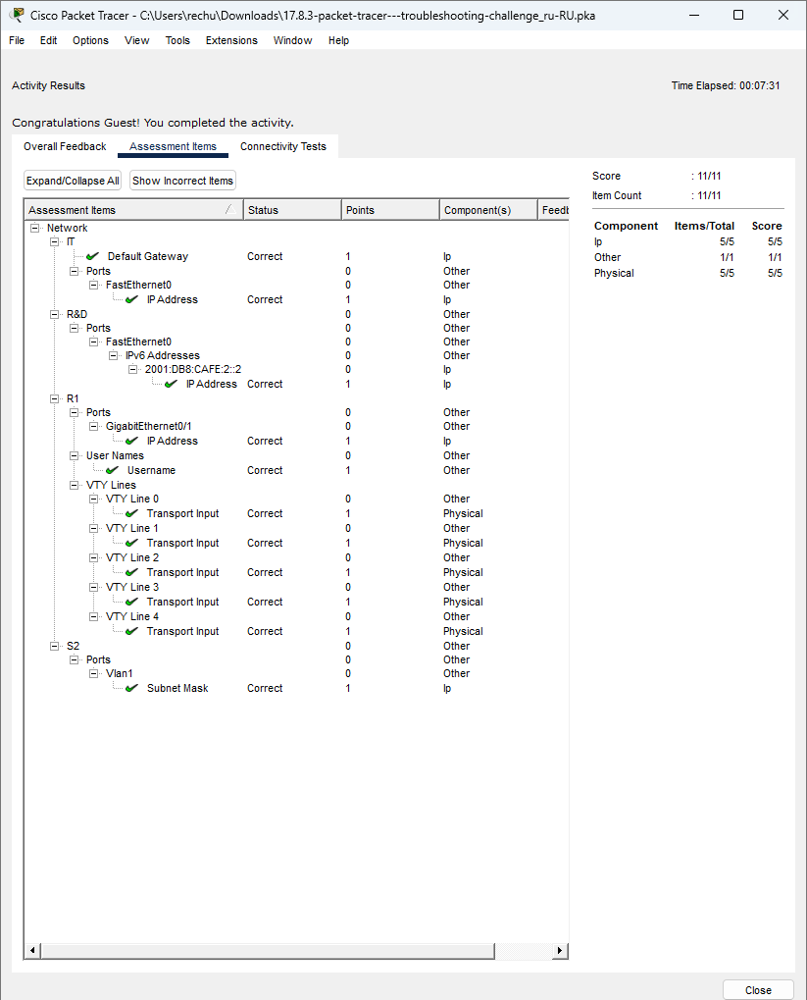 Cisco Packet Tracer - C:\Users\rechu\Downloads\17.8.3-packet-tracer---troubleshooting-challenge_ru-RU.pka
File Edit Options View Tools Extensions Window Help
Activity Results Time Elapsed: 00:07:31
Congratulations Guest! You completed the activity.
Overall Feedback Assessment Items Connectivity Tests
Expand/Collapse All Show Incorrect Items
Assessment Items Status Points Component(s) Feedb
Network
IT 0 Other
Default Gateway Correct 1 Ip
Ports 0 Other
FastEthernet0 0 Other
IP Address Correct 1 Ip
R&D 0 Other
Ports 0 Other
FastEthernet0 0 Other
IPv6 Addresses 0 Other
2001:DB8:CAFE:2::2 0 Ip
IP Address Correct 1 Ip
R1
Ports 0 Other
GigabitEthernet0/1 0 Other
IP Address Correct 1 Ip
User Names 0 Other
Username Correct 1 Other
VTY Lines
VTY Line 0 0 Other
Transport Input Correct 1 Physical
VTY Line 1 0 Other
Transport Input Correct 1 Physical
VTY Line 2 0 Other
Transport Input Correct 1 Physical
VTY Line 3 0 Other
Transport Input Correct 1 Physical
VTY Line 4 0 Other
Transport Input Correct 1 Physical
S2 0 Other
Ports 0 Other
Vlan1 0 Other
Subnet Mask Correct 1 Ip
Score : 11/11
Item Count : 11/11
Component Items/Total Score
Ip 5/5 5/5
Other 1/1 1/1
Physical 5/5 5/5
Close